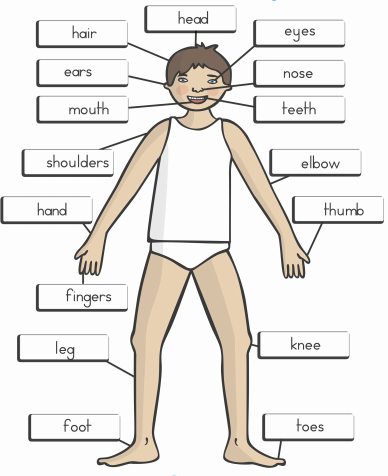 head
hair
eyes
ears
nose
mouth
teeth
shoulders
elbow
hand
thumb
fingers
leg
knee
foot
toes